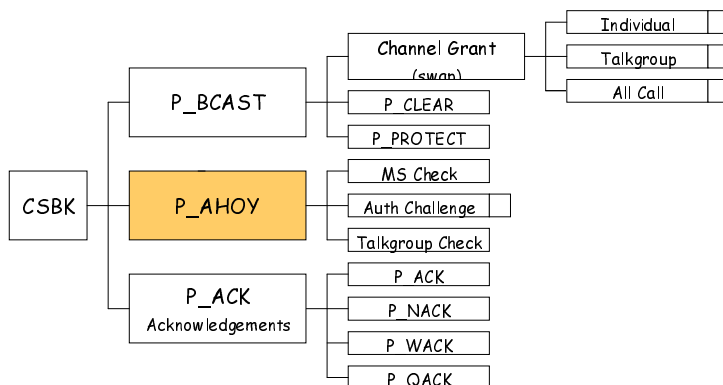 Individual
Channel Grant
(swap)
Talkgroup
All Call
P_BCAST
P_CLEAR
P_PROTECT
MS Check
CSBK
P_AHOY
Auth Challenge
Talkgroup Check
P_ACK
Acknowledgements
P_ACK
P_NACK
P_WACK
P_QACK